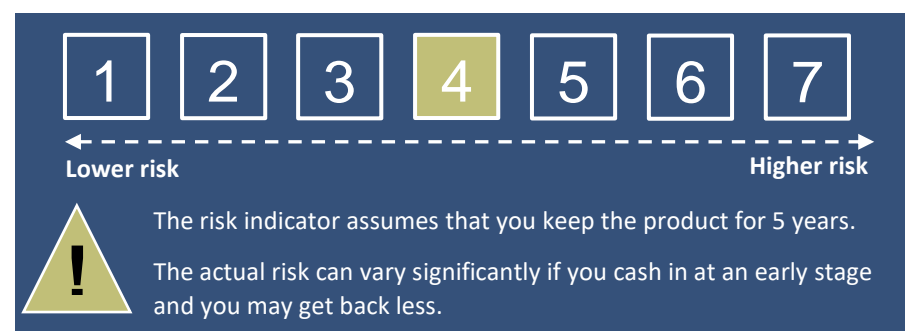 1 2 3 4 5 6 7
Lower risk Higher risk
!
The risk indicator assumes that you keep the product for 5 years.
The actual risk can vary significantly if you cash in at an early stage
and you may get back less.